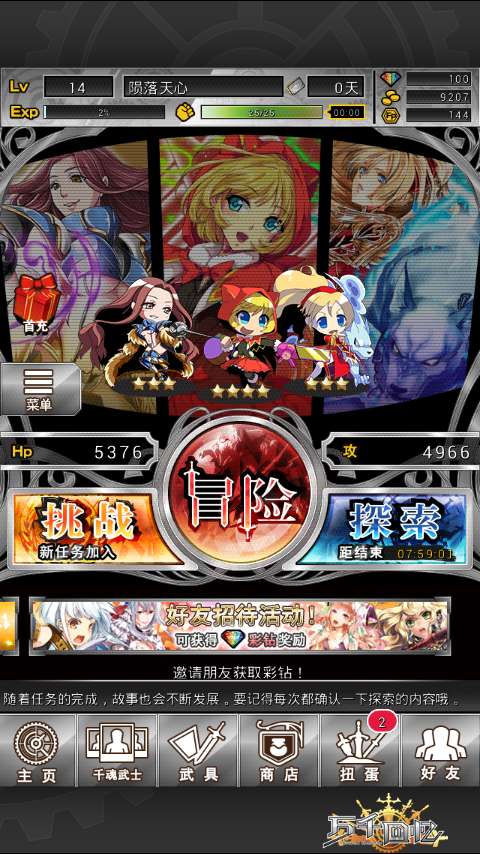 Lv 14 陨落天心 0天 100
Exp 2% 25/25 00:00 9207
FP 144
首充
菜单
Hp 5376
攻 4966
挑战
新任务加入
冒险
探索
距结束 07:59:01
好友招待活动!
可获得 彩钻奖励
邀请朋友获取彩钻!
随着任务的完成，故事也会不断发展。要记得每次都确认一下探索的内容哦。
2
主页 千魂武士 武具 商店 扭蛋 好友
万千回忆